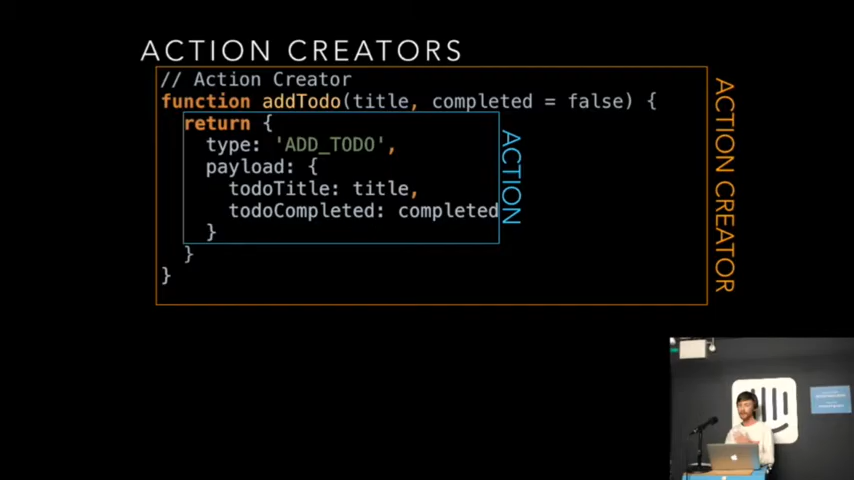 ACTION CREATORS
// Action Creator
function addTodo(title, completed = false) {
return {
type: 'ADD_TODO',
payload: {
todoTitle: title,
todoCompleted: completed
}
}
}
ACTION
ACTION CREATOR